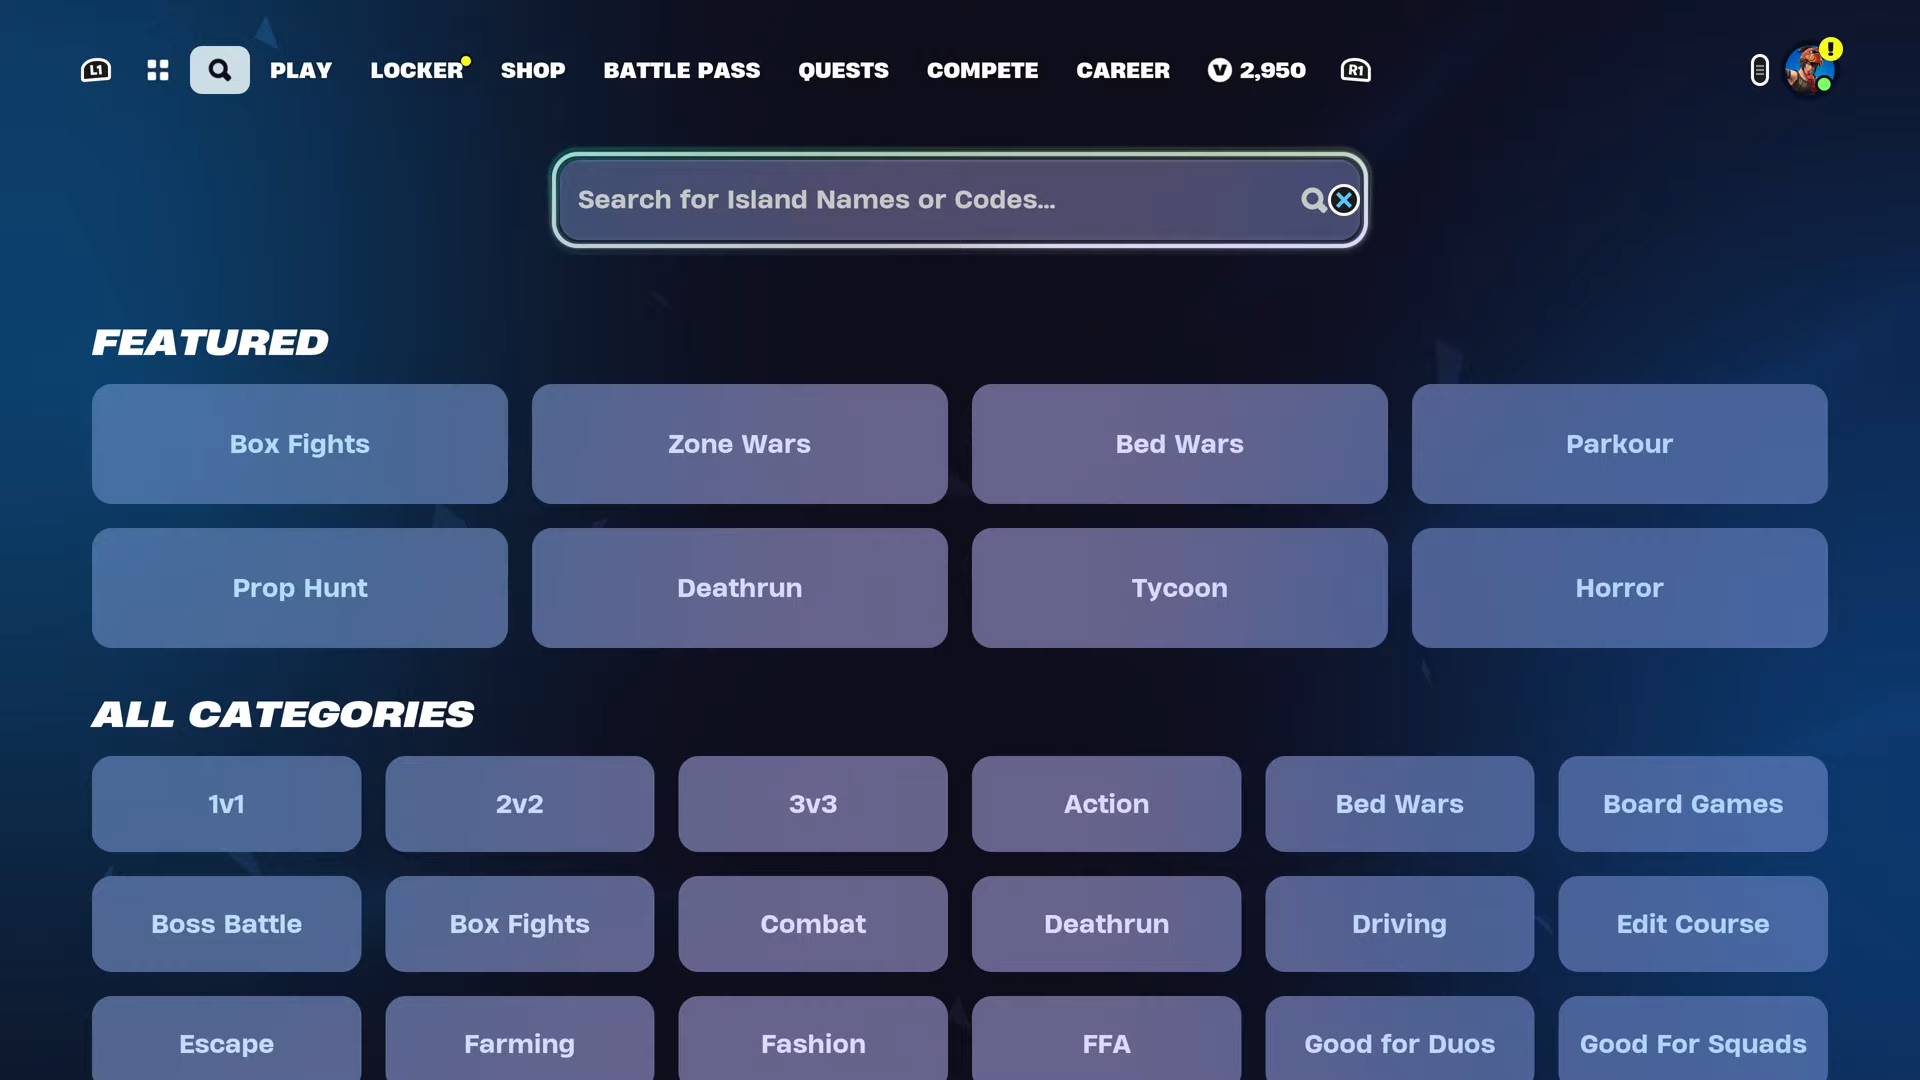 L1 PLAY LOCKER SHOP BATTLE PASS QUESTS COMPETE CAREER V 2,950 R1 !
Search for Island Names or Codes...
FEATURED
Box Fights Zone Wars Bed Wars Parkour
Prop Hunt Deathrun Tycoon Horror
ALL CATEGORIES
1v1 2v2 3v3 Action Bed Wars Board Games
Boss Battle Box Fights Combat Deathrun Driving Edit Course
Escape Farming Fashion FFA Good for Duos Good For Squads